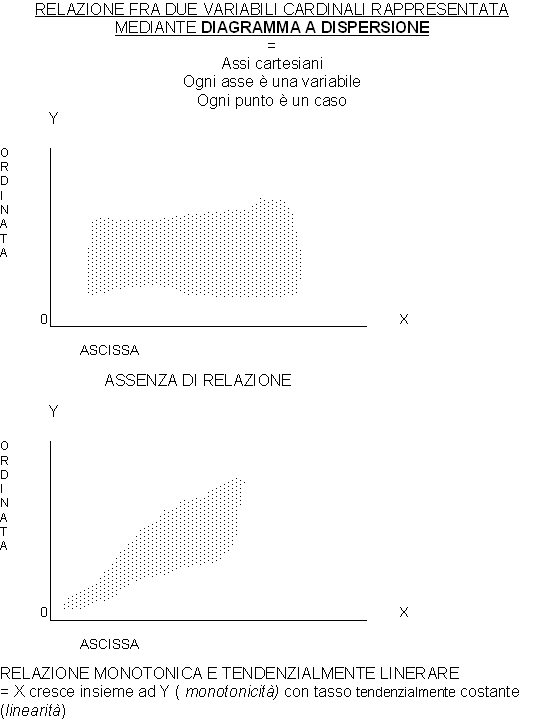 RELAZIONE FRA DUE VARIABILI CARDINALI RAPPRESENTATA
MEDIANTE DIAGRAMMA A DISPERSIONE
=
Assi cartesiani
Ogni asse è una variabile
Ogni punto è un caso
Y
ORDINATA
0
X
ASCISSA
ASSENZA DI RELAZIONE
Y
ORDINATA
0
X
ASCISSA
RELAZIONE MONOTONICA E TENDENZIALMENTE LINERARE
= X cresce insieme ad Y ( monotonicità) con tasso tendenzialmente costante
(linearità)